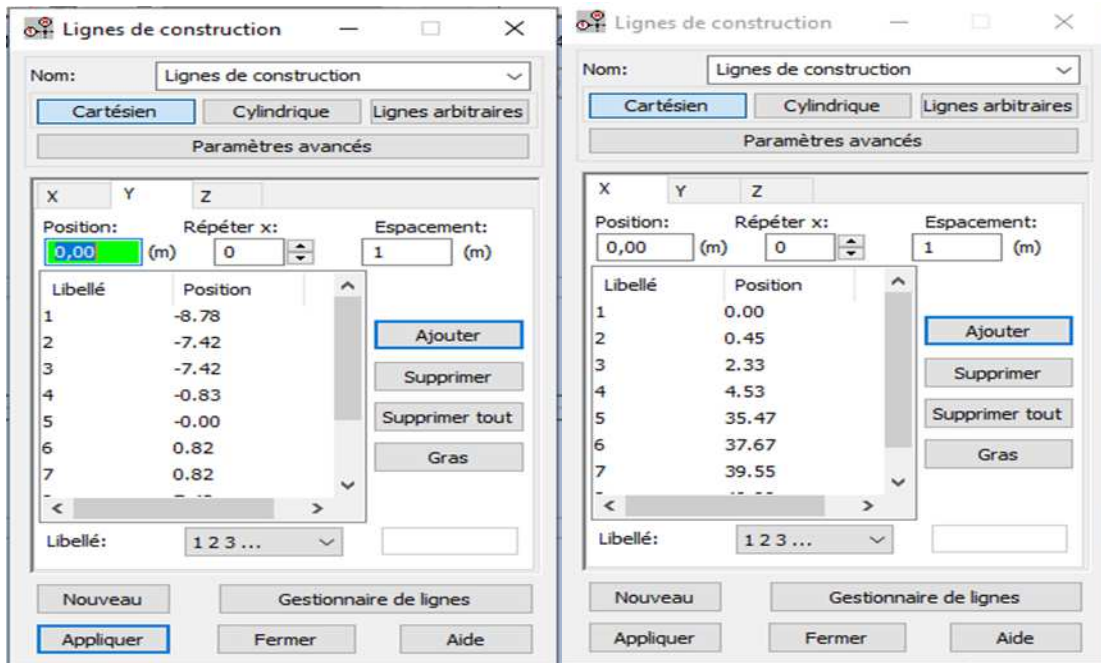 Lignes de construction
Nom: Lignes de construction
Cartésien Cylindrique Lignes arbitraires
Paramètres avancés
X Y Z
Position: Répéter x: Espacement:
0,00 (m) 0 1 (m)
Libellé Position
1 -8.78
2 -7.42
3 -7.42
4 -0.83
5 -0.00
6 0.82
7 0.82
Ajouter
Supprimer
Supprimer tout
Gras
Libellé: 1 2 3 ...
Nouveau Gestionnaire de lignes
Appliquer Fermer Aide
Lignes de construction
Nom: Lignes de construction
Cartésien Cylindrique Lignes arbitraires
Paramètres avancés
X Y Z
Position: Répéter x: Espacement:
0,00 (m) 0 1 (m)
Libellé Position
1 0.00
2 0.45
3 2.33
4 4.53
5 35.47
6 37.67
7 39.55
Ajouter
Supprimer
Supprimer tout
Gras
Libellé: 1 2 3 ...
Nouveau Gestionnaire de lignes
Appliquer Fermer Aide